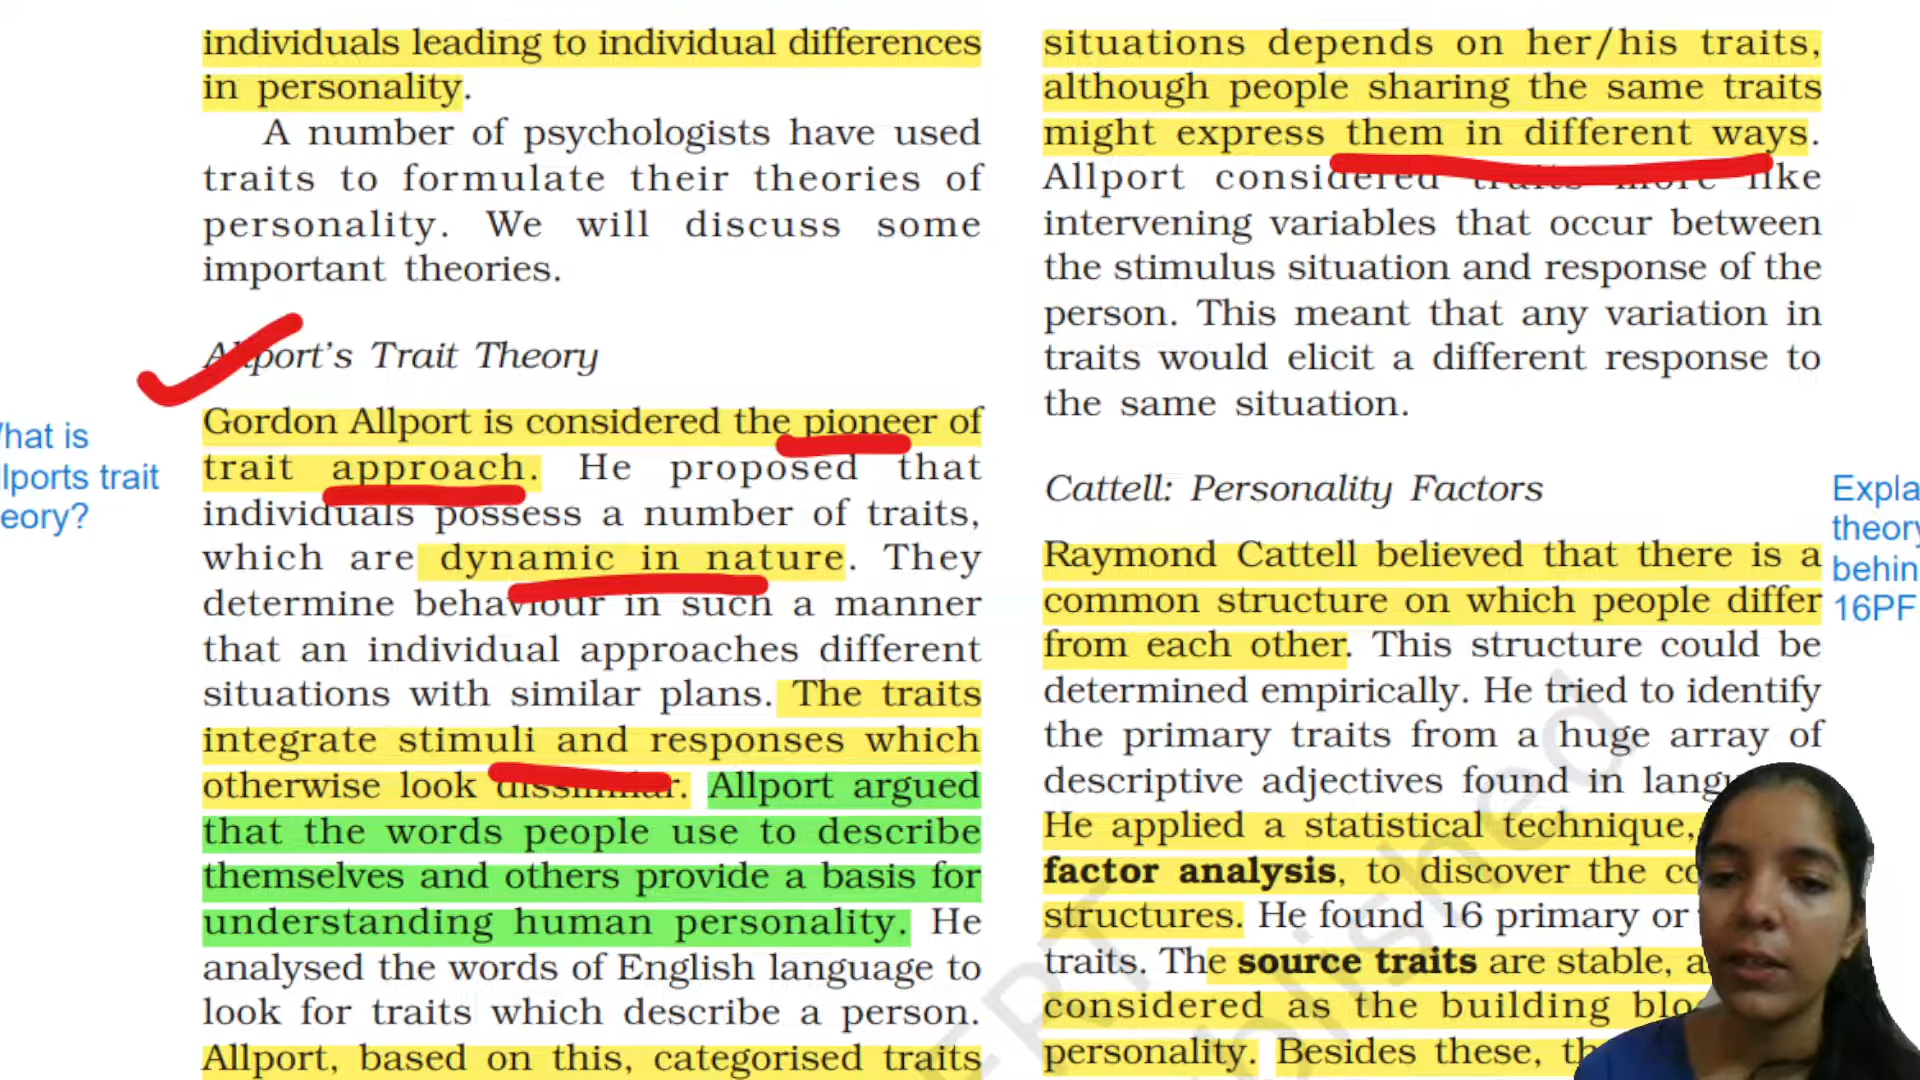 individuals leading to individual differences
in personality.
A number of psychologists have used
traits to formulate their theories of
personality. We will discuss some
important theories.
Allport's Trait Theory
Gordon Allport is considered the pioneer of
trait approach. He proposed that
individuals possess a number of traits,
which are dynamic in nature. They
determine behaviour in such a manner
that an individual approaches different
situations with similar plans. The traits
integrate stimuli and responses which
otherwise look dissimilar. Allport argued
that the words people use to describe
themselves and others provide a basis for
understanding human personality. He
analysed the words of English language to
look for traits which describe a person.
Allport, based on this, categorised traits
hat is
llports trait
eory?
situations depends on her/his traits,
although people sharing the same traits
might express them in different ways.
Allport considered traits more like
intervening variables that occur between
the stimulus situation and response of the
person. This meant that any variation in
traits would elicit a different response to
the same situation.
Cattell: Personality Factors
Raymond Cattell believed that there is a
common structure on which people differ
from each other. This structure could be
determined empirically. He tried to identify
the primary traits from a huge array of
descriptive adjectives found in
He applied a statistical technique,
factor analysis, to discover the
structures. He found 16 primary or
traits. The source traits are stable,
considered as the building
personality. Besides these,
Expla
theory
behin
16PF